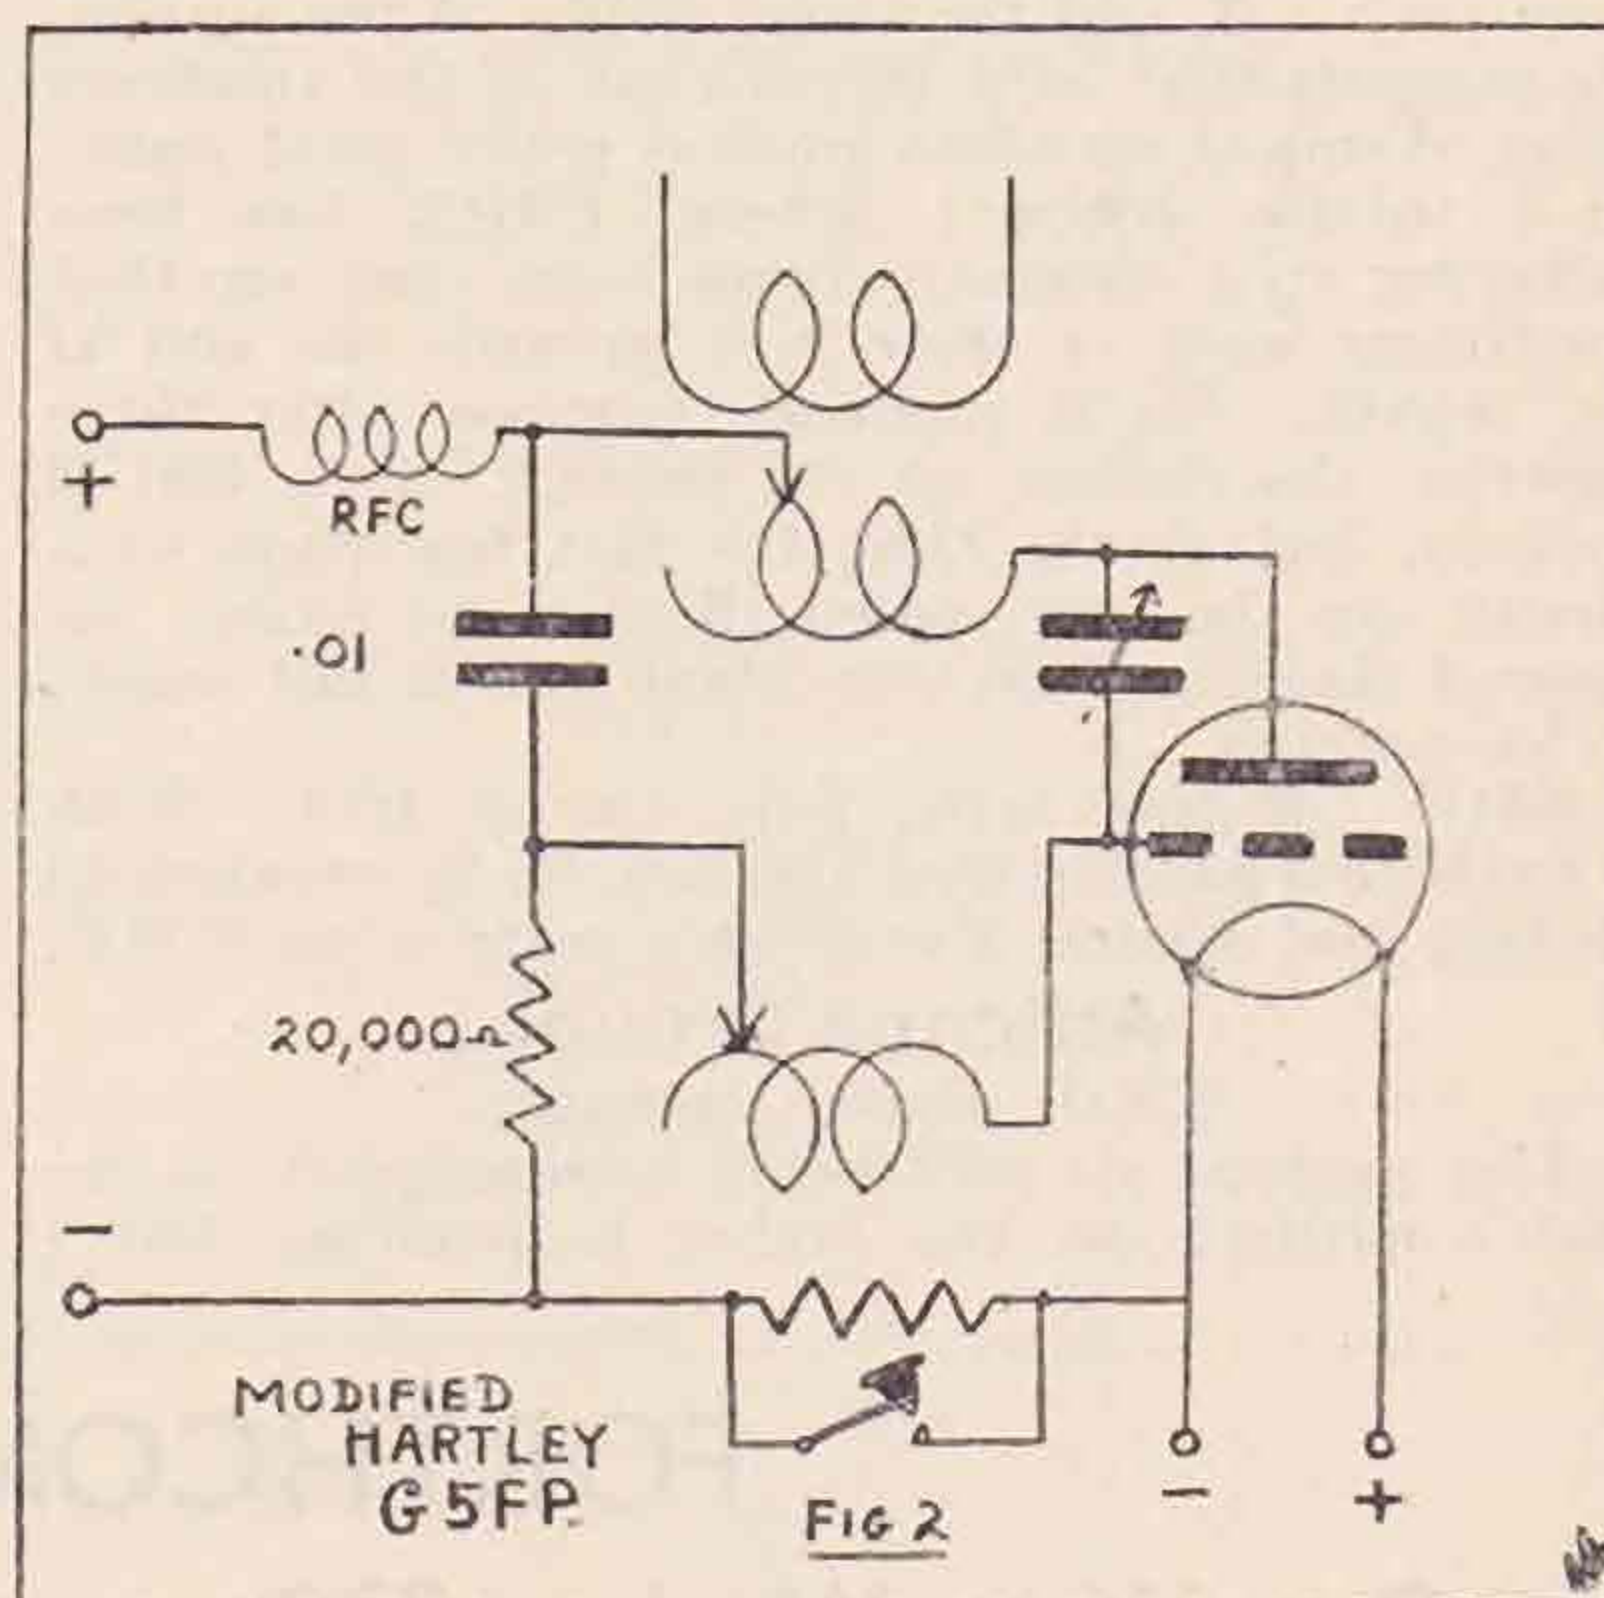 +
RFC
·01
20,000Ω
−
MODIFIED
HARTLEY
G5FP.
FIG 2
−
+